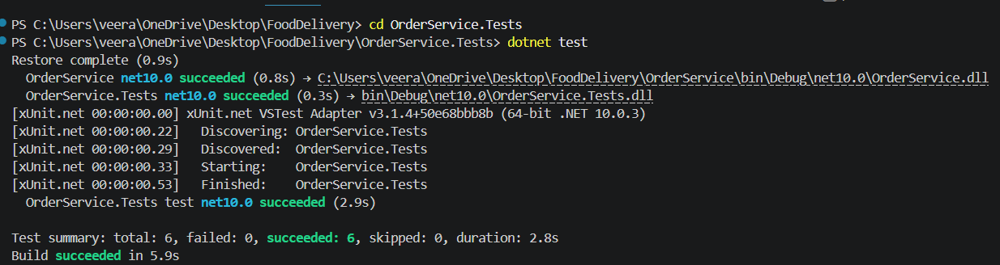 PS C:\Users\veera\OneDrive\Desktop\FoodDelivery> cd OrderService.Tests
PS C:\Users\veera\OneDrive\Desktop\FoodDelivery\OrderService.Tests> dotnet test
Restore complete (0.9s)
  OrderService net10.0 succeeded (0.8s) → C:\Users\veera\OneDrive\Desktop\FoodDelivery\OrderService\bin\Debug\net10.0\OrderService.dll
  OrderService.Tests net10.0 succeeded (0.3s) → bin\Debug\net10.0\OrderService.Tests.dll
[xUnit.net 00:00:00.00] xUnit.net VSTest Adapter v3.1.4+50e68bbb8b (64-bit .NET 10.0.3)
[xUnit.net 00:00:00.22]   Discovering: OrderService.Tests
[xUnit.net 00:00:00.29]   Discovered:  OrderService.Tests
[xUnit.net 00:00:00.33]   Starting:    OrderService.Tests
[xUnit.net 00:00:00.53]   Finished:    OrderService.Tests
  OrderService.Tests test net10.0 succeeded (2.9s)

Test summary: total: 6, failed: 0, succeeded: 6, skipped: 0, duration: 2.8s
Build succeeded in 5.9s